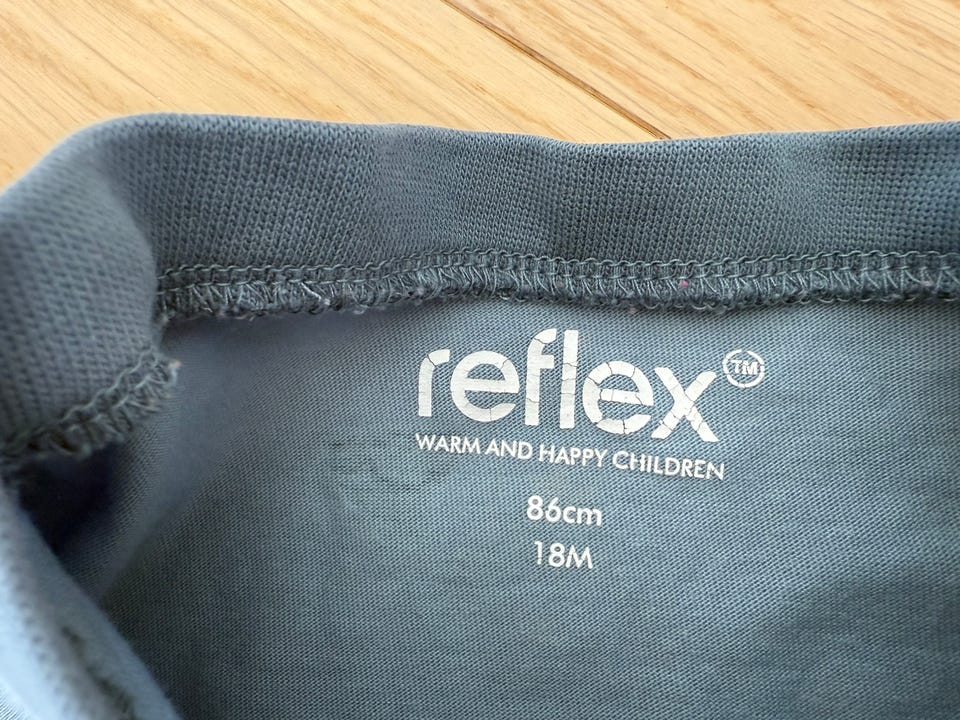 reflex™
WARM AND HAPPY CHILDREN
86cm
18M